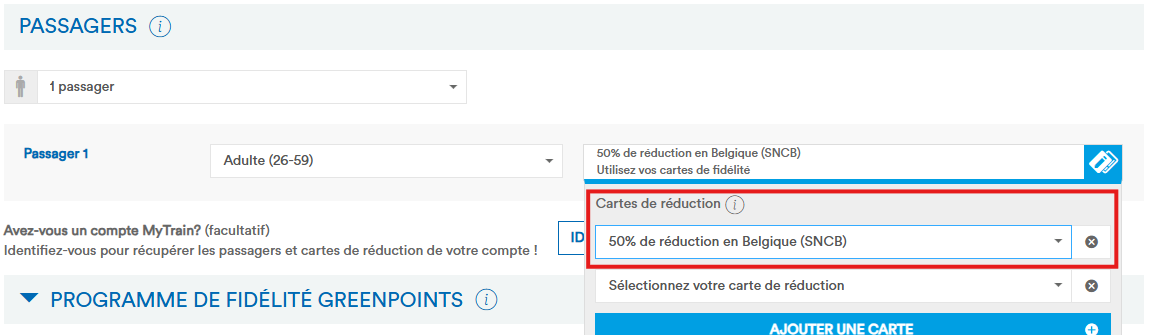 PASSAGERS i
1 passager
Passager 1
Adulte (26-59)
50% de réduction en Belgique (SNCB)
Utilisez vos cartes de fidélité
Cartes de réduction i
50% de réduction en Belgique (SNCB)
Avez-vous un compte MyTrain? (facultatif)
ID
Identifiez-vous pour récupérer les passagers et cartes de réduction de votre compte !
Sélectionnez votre carte de réduction
PROGRAMME DE FIDÉLITÉ GREENPOINTS i
AJOUTER UNE CARTE